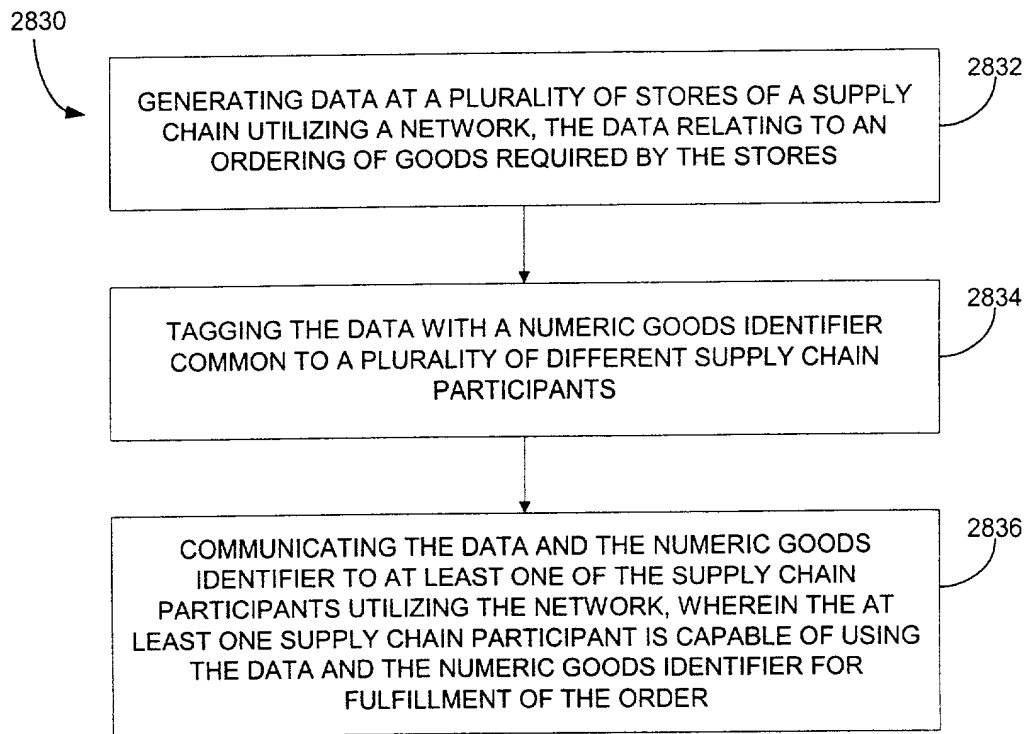 2830
2832
GENERATING DATA AT A PLURALITY OF STORES OF A SUPPLY
CHAIN UTILIZING A NETWORK, THE DATA RELATING TO AN
ORDERING OF GOODS REQUIRED BY THE STORES
2834
TAGGING THE DATA WITH A NUMERIC GOODS IDENTIFIER
COMMON TO A PLURALITY OF DIFFERENT SUPPLY CHAIN
PARTICIPANTS
2836
COMMUNICATING THE DATA AND THE NUMERIC GOODS
IDENTIFIER TO AT LEAST ONE OF THE SUPPLY CHAIN
PARTICIPANTS UTILIZING THE NETWORK, WHEREIN THE AT
LEAST ONE SUPPLY CHAIN PARTICIPANT IS CAPABLE OF USING
THE DATA AND THE NUMERIC GOODS IDENTIFIER FOR
FULFILLMENT OF THE ORDER